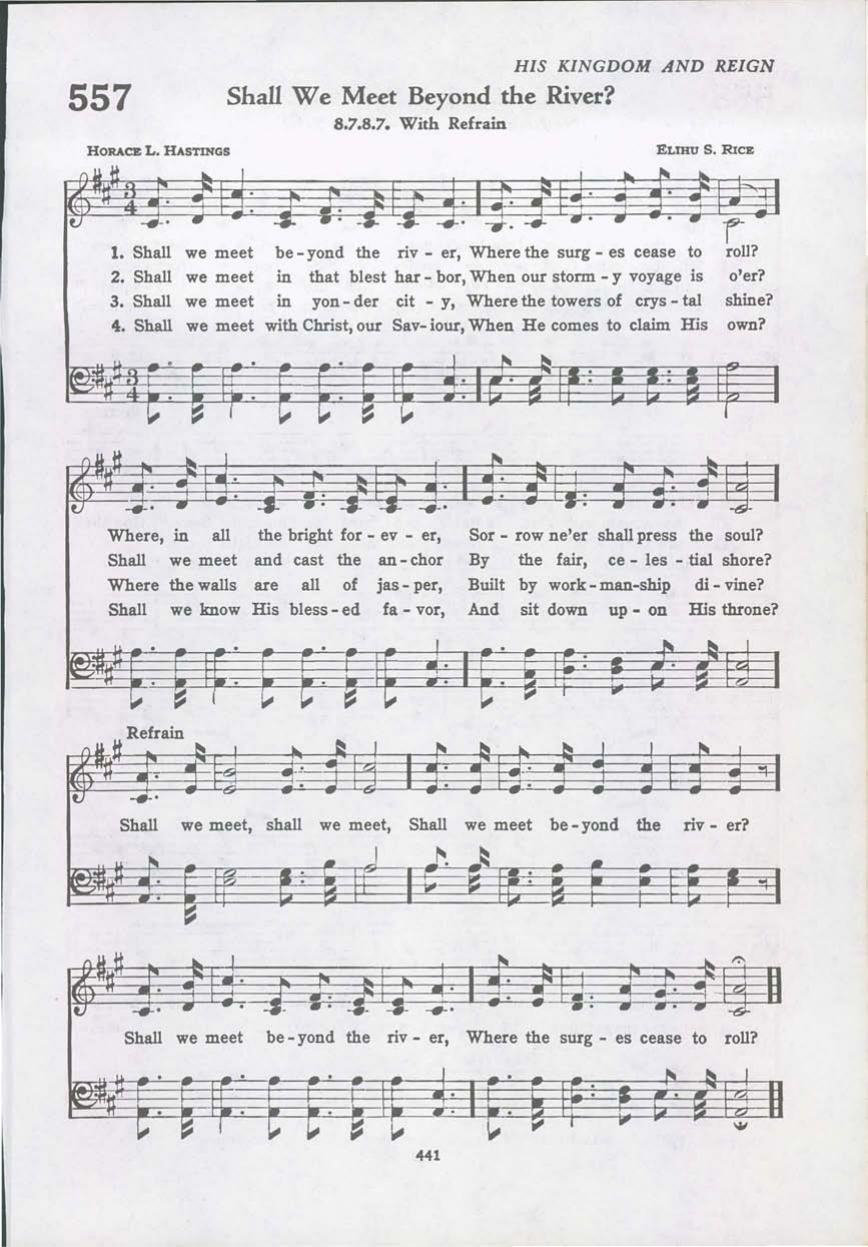 HIS KINGDOM AND REIGN
557 Shall We Meet Beyond the River?
8.7.8.7. With Refrain
HORACE L. HASTINGS ELIHU S. RICE
3 4
1. Shall we meet be-yond the riv-er, Where the surg-es cease to roll?
2. Shall we meet in that blest har-bor, When our storm-y voyage is o'er?
3. Shall we meet in yon-der cit-y, Where the towers of crys-tal shine?
4. Shall we meet with Christ, our Sav-iour, When He comes to claim His own?
3 4
Where, in all the bright for-ev-er, Sor-row ne'er shall press the soul?
Shall we meet and cast the an-chor By the fair, ce-les-tial shore?
Where the walls are all of jas-per, Built by work-man-ship di-vine?
Shall we know His bless-ed fa-vor, And sit down up-on His throne?
Refrain
Shall we meet, shall we meet, Shall we meet be-yond the riv-er?
Shall we meet be-yond the riv-er, Where the surg-es cease to roll?
441